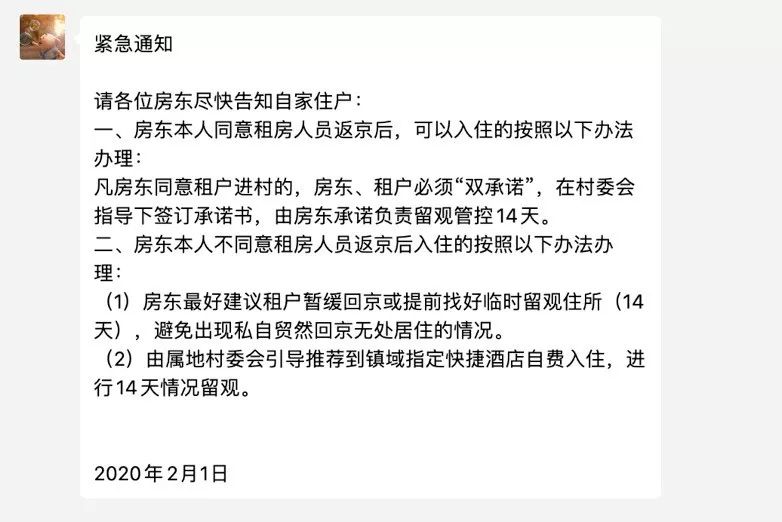 紧急通知
请各位房东尽快告知自家住户：
一、房东本人同意租房人员返京后，可以入住的按照以下办法
办理：
凡房东同意租户进村的，房东、租户必须“双承诺”，在村委会
指导下签订承诺书，由房东承诺负责留观管控14天。
二、房东本人不同意租房人员返京后入住的按照以下办法办
理：
（1）房东最好建议租户暂缓回京或提前找好临时留观住所（14
天），避免出现私自贸然回京无处居住的情况。
（2）由属地村委会引导推荐到镇域指定快捷酒店自费入住，进
行14天情况留观。
2020年2月1日